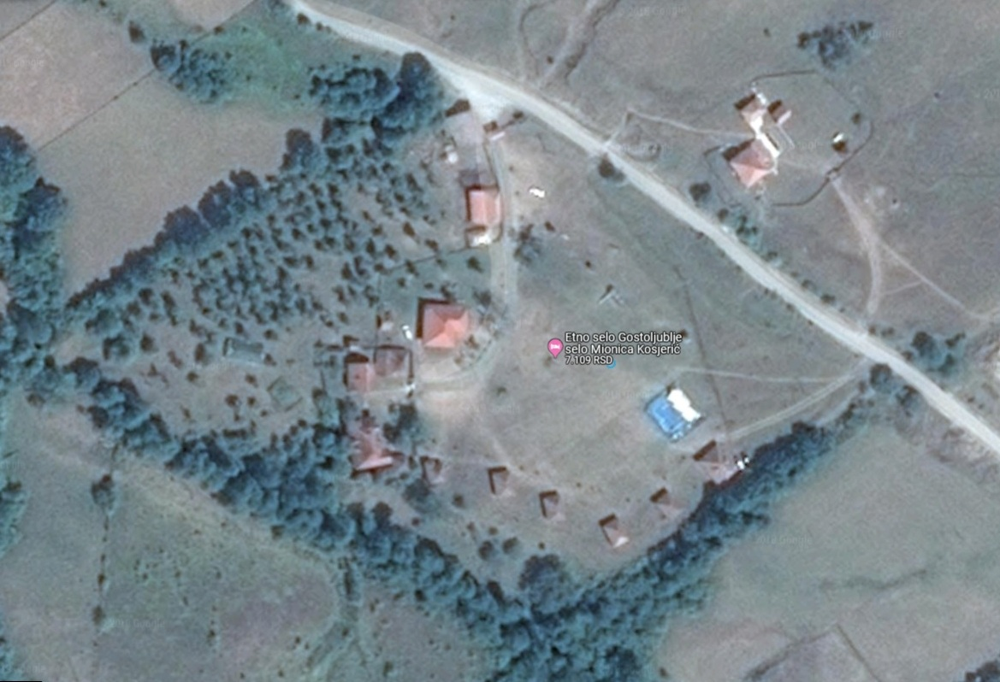 Etno selo Gostoljublje
selo Mionica Kosjerić
7.109 RSD